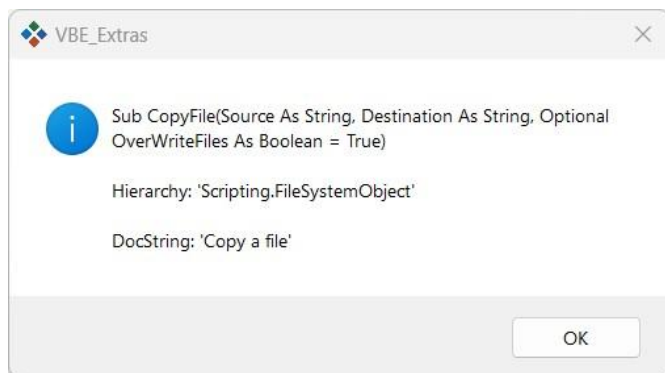 VBE_Extras
Sub CopyFile(Source As String, Destination As String, Optional
OverWriteFiles As Boolean = True)
Hierarchy: 'Scripting.FileSystemObject'
DocString: 'Copy a file'
OK